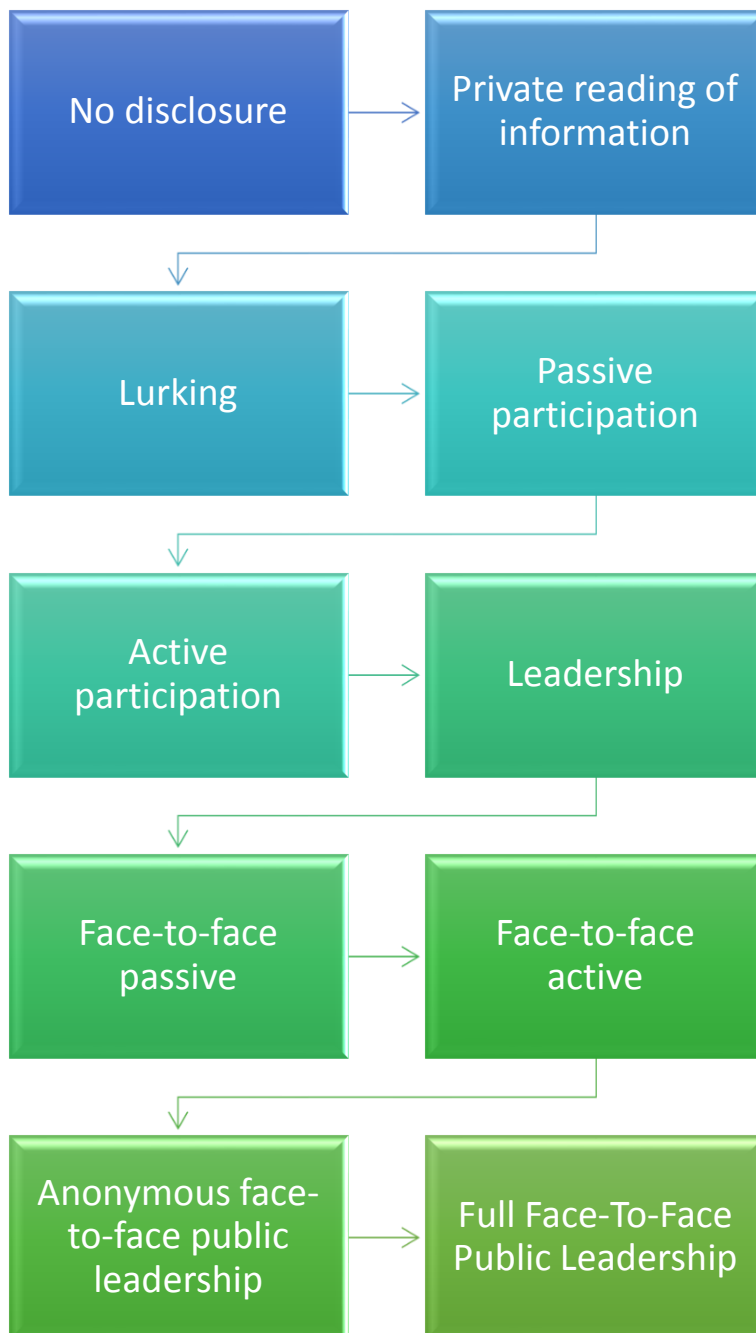 No disclosure
Private reading of
information
Lurking
Passive
participation
Active
participation
Leadership
Face-to-face
passive
Face-to-face
active
Anonymous face-
to-face public
leadership
Full Face-To-Face
Public Leadership